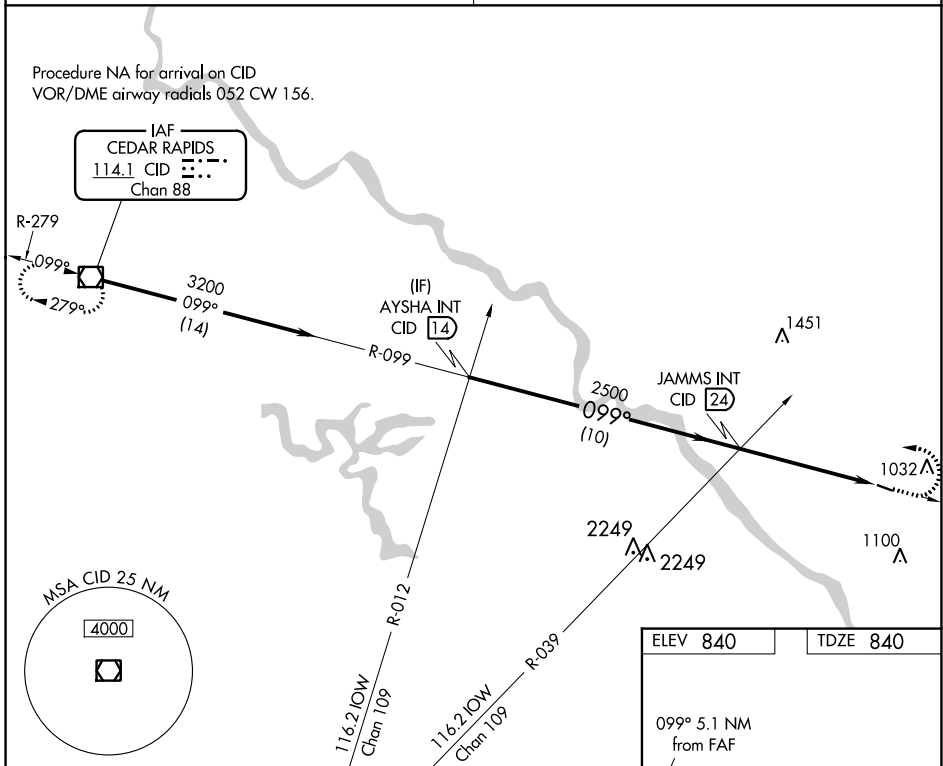 Procedure NA for arrival on CID
VOR/DME airway radials 052 CW 156.
IAF
CEDAR RAPIDS
114.1 CID
Chan 88
R-279
099°
279°
3200
099°
(14)
R-099
(IF)
AYSHA INT
CID 14
2500
099°
(10)
JAMMS INT
CID 24
1451
1032
1100
2249
2249
R-012
116.2 IOW
Chan 109
R-039
116.2 IOW
Chan 109
MSA CID 25 NM
4000
ELEV 840
TDZE 840
099° 5.1 NM
from FAF